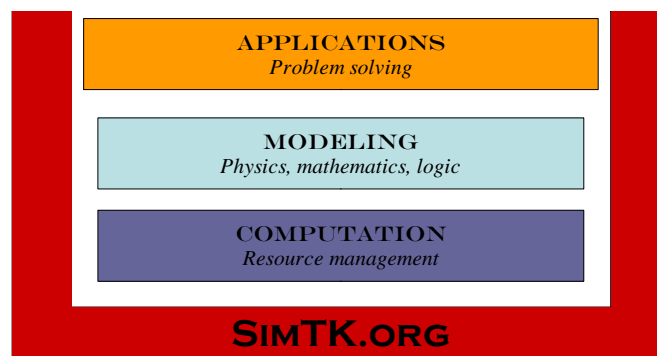 APPLICATIONS
Problem solving
MODELING
Physics, mathematics, logic
COMPUTATION
Resource management
SIMTK.ORG